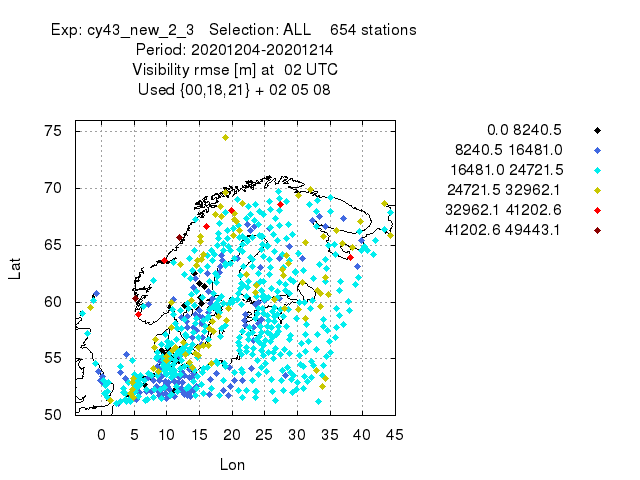 Exp: cy43_new_2_3 Selection: ALL 654 stations
Period: 20201204-20201214
Visibility rmse [m] at 02 UTC
Used {00,18,21} + 02 05 08
75
70
65
60
55
50
0 5 10 15 20 25 30 35 40 45
Lat
Lon
0.0 8240.5
8240.5 16481.0
16481.0 24721.5
24721.5 32962.1
32962.1 41202.6
41202.6 49443.1